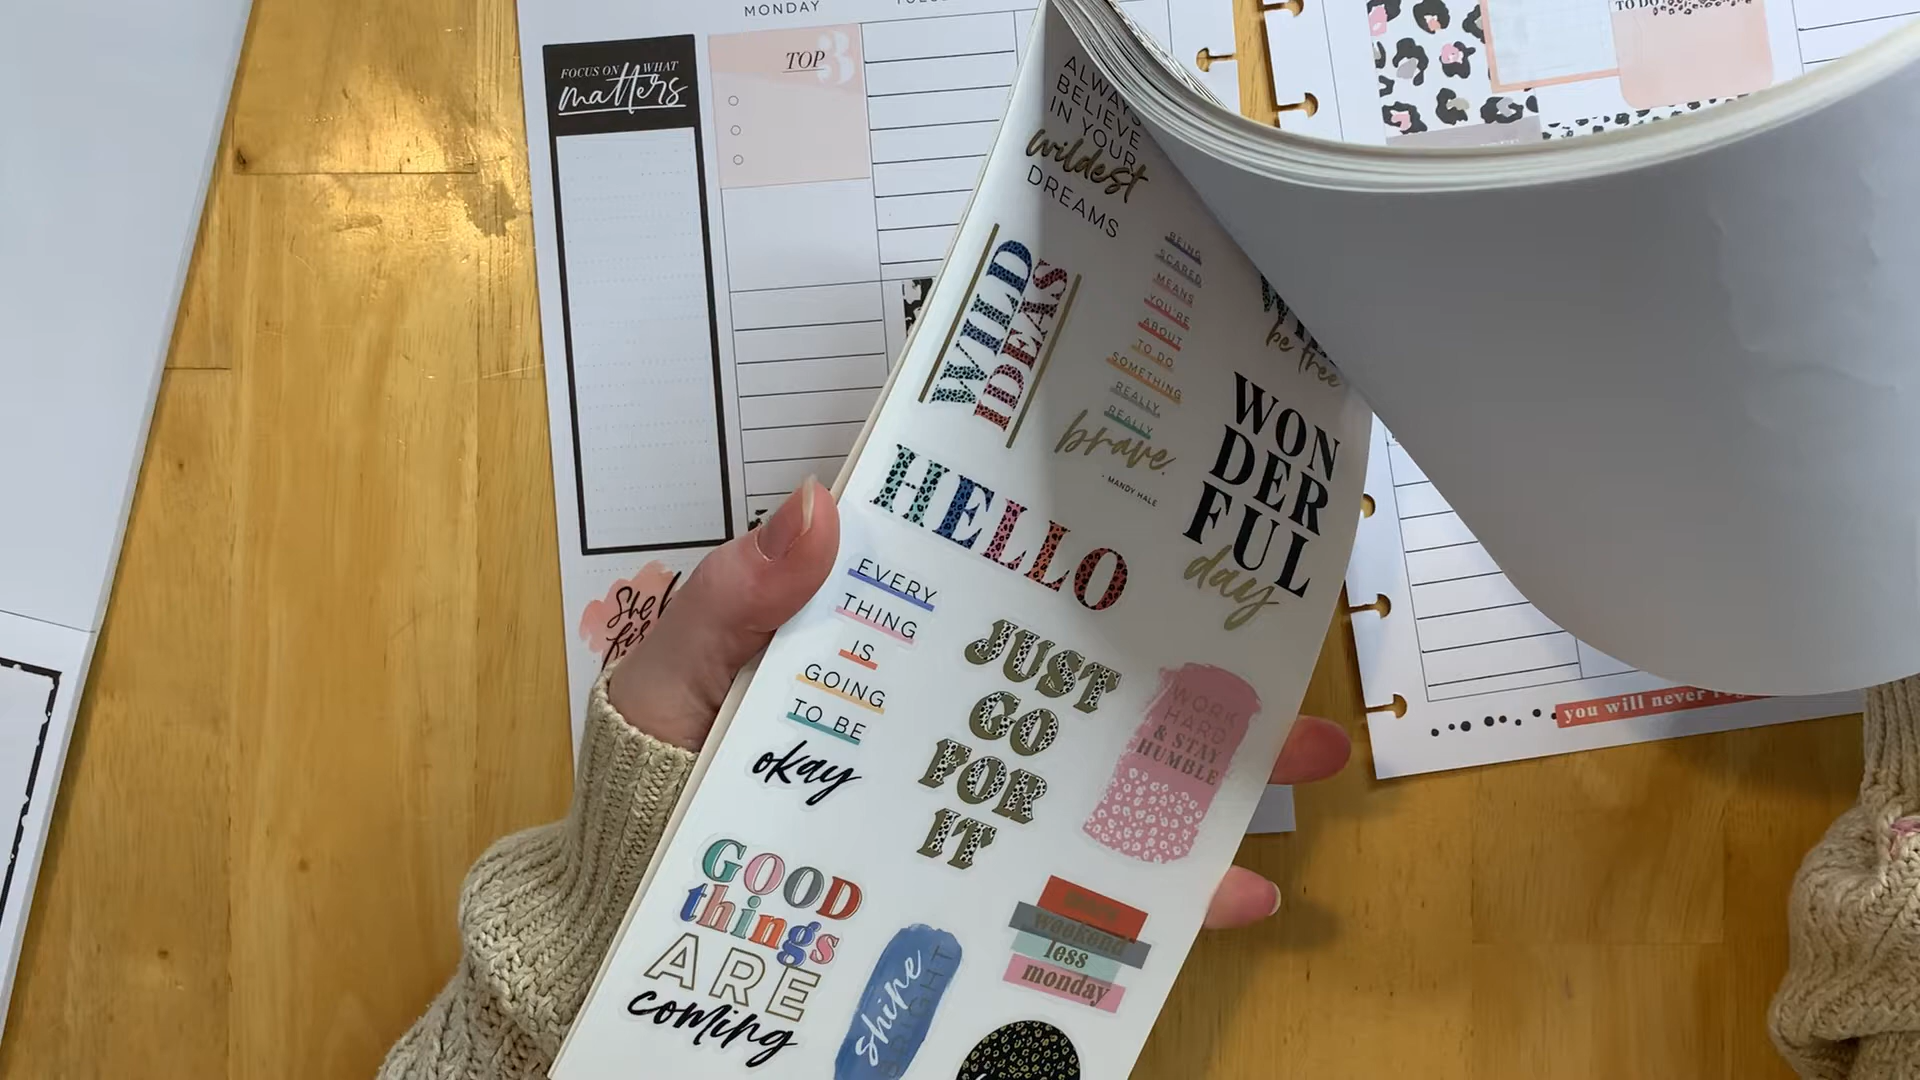 MONDAY
FOCUS ON WHAT
matters
TOP
3
TO DO
ALWAYS
BELIEVE
IN YOUR
wildest
DREAMS
WILD
IDEAS
BEING
SCARED
MEANS
YOU'RE
ABOUT
TO DO
SOMETHING
REALLY
REALLY
brave.
- MANDY HALE
be free
WON
DER
FUL
day
HELLO
EVERY
THING
IS
GOING
TO BE
okay
JUST
GO
FOR
IT
WORK
HARD
& STAY
HUMBLE
GOOD
things
ARE
coming
shine
BRIGHT
weekend
less
monday
She
you will never